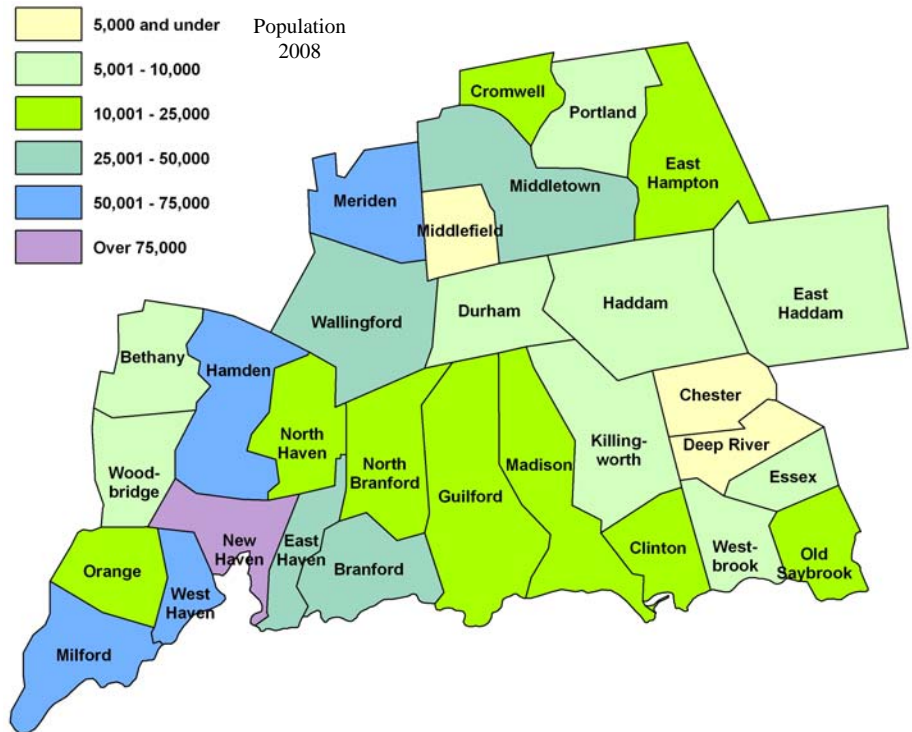 5,000 and under
5,001 - 10,000
10,001 - 25,000
25,001 - 50,000
50,001 - 75,000
Over 75,000
Population
2008
Cromwell
Portland
East
Hampton
Meriden
Middletown
Middlefield
Wallingford
Durham
Haddam
East
Haddam
Bethany
Hamden
Chester
North
Haven
North
Branford
Guilford
Madison
Killing-
worth
Deep River
Essex
Wood-
bridge
New
Haven
East
Haven
Branford
Clinton
West-
brook
Old
Saybrook
Orange
West
Haven
Milford